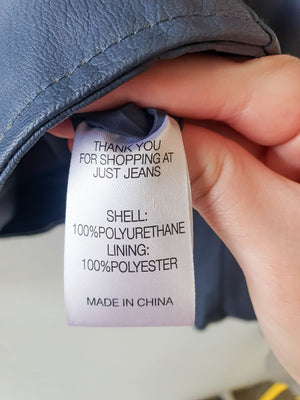 THANK YOU
FOR SHOPPING AT
JUST JEANS
SHELL:
100%POLYURETHANE
LINING:
100%POLYESTER
MADE IN CHINA